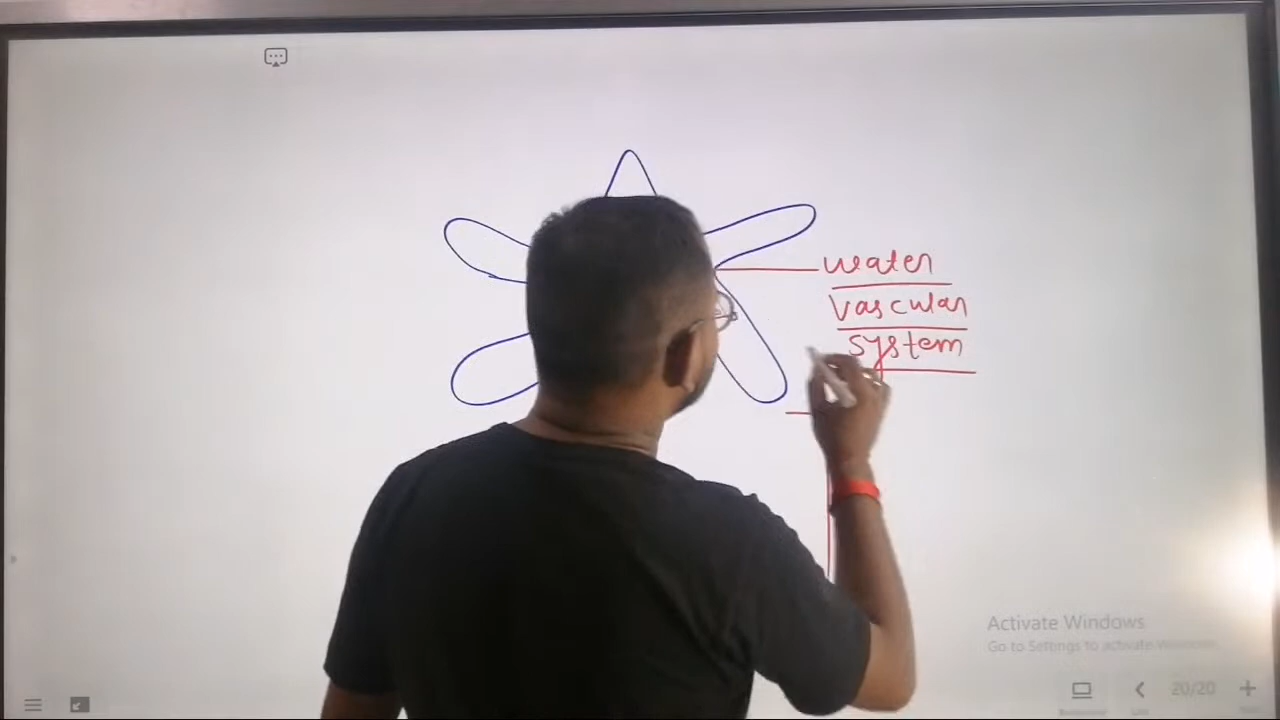 water
vascular
system
Activate Windows
Go to Settings to activate Windows.
20/20